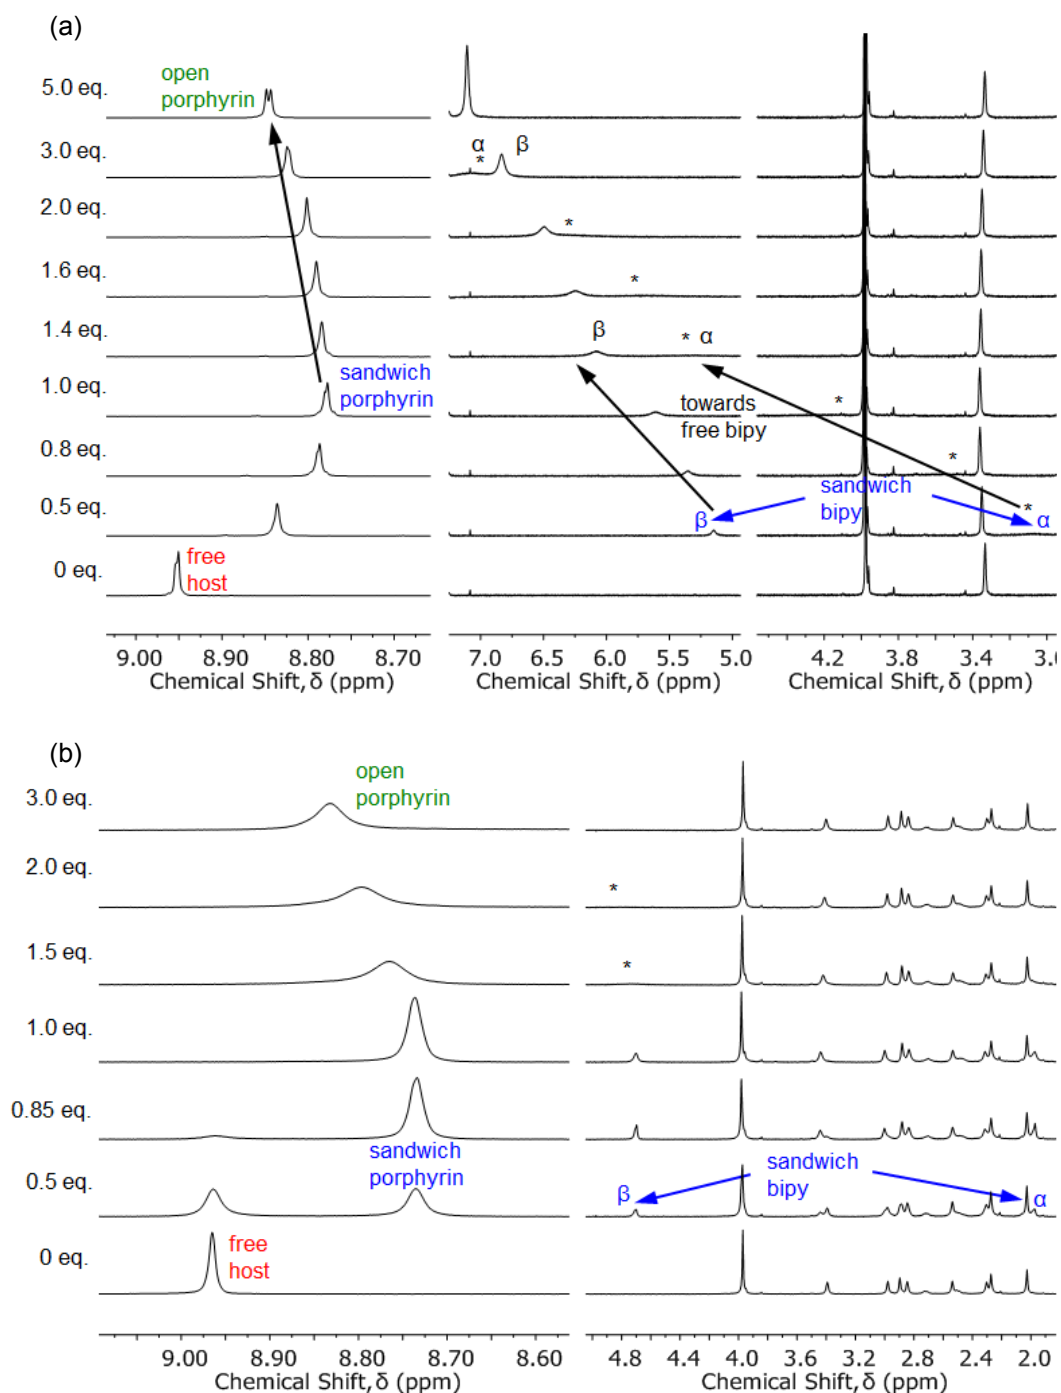 (a)
5.0 eq.
open
porphyrin
3.0 eq.
α
*
β
2.0 eq.
*
1.6 eq.
*
1.4 eq.
β
* α
1.0 eq.
sandwich
porphyrin
towards
free bipy
*
0.8 eq.
*
sandwich
bipy
0.5 eq.
β
*
α
0 eq.
free
host
9.00 8.90 8.80 8.70
Chemical Shift, δ (ppm)
7.0 6.5 6.0 5.5 5.0
Chemical Shift, δ (ppm)
4.2 3.8 3.4 3.0
Chemical Shift, δ (ppm)
(b)
3.0 eq.
open
porphyrin
2.0 eq.
*
1.5 eq.
*
1.0 eq.
0.85 eq.
sandwich
porphyrin
0.5 eq.
β
sandwich
bipy
α
0 eq.
free
host
9.00 8.90 8.80 8.70 8.60
Chemical Shift, δ (ppm)
4.8 4.4 4.0 3.6 3.2 2.8 2.4 2.0
Chemical Shift, δ (ppm)